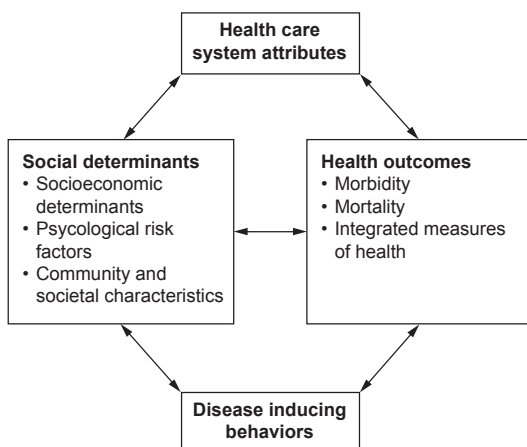 Health care
system attributes
Social determinants
• Socioeconomic
determinants
• Psycological risk
factors
• Community and
societal characteristics
Health outcomes
• Morbidity
• Mortality
• Integrated measures
of health
Disease inducing
behaviors